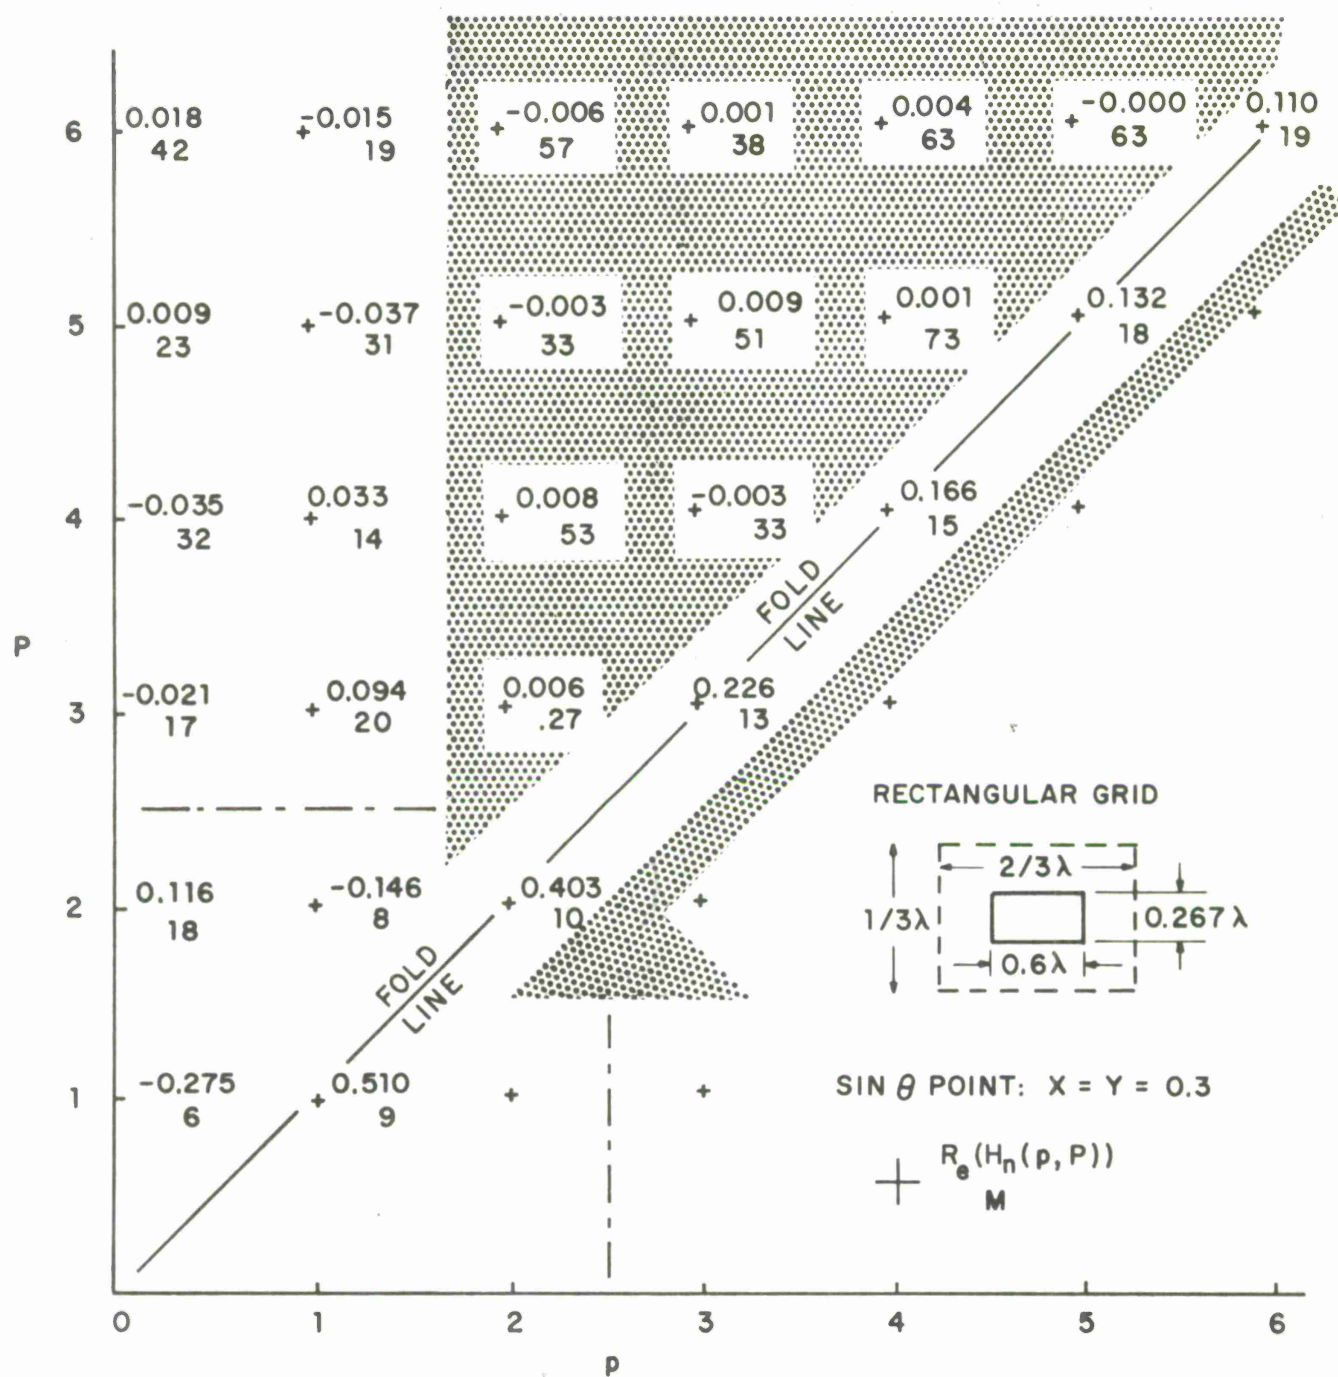 6 0.018 -0.015 -0.006 0.001 0.004 -0.000 0.110
42 19 57 38 63 63 19
5 0.009 -0.037 -0.003 0.009 0.001 0.132
23 31 33 51 73 18
4 -0.035 0.033 0.008 -0.003 0.166
32 14 53 33 15
FOLD
LINE
P
3 -0.021 0.094 0.006 0.226
17 20 .27 13
RECTANGULAR GRID
2/3λ
1/3λ 0.267λ
0.6λ
2 0.116 -0.146 0.403
18 8 10
FOLD
LINE
1 -0.275 0.510
6 9
SIN θ POINT: X = Y = 0.3
Re(Hn(p, P))
M
0 1 2 3 4 5 6
p